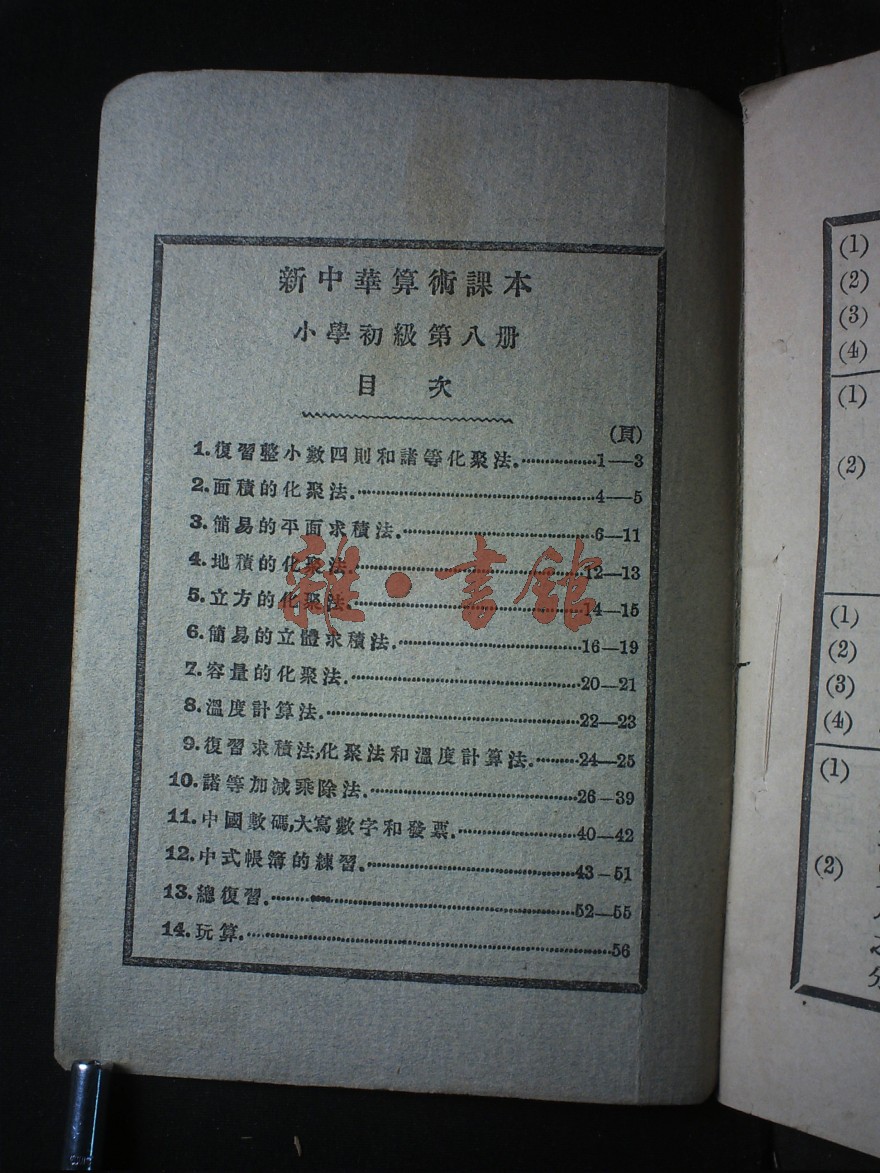 新中華算術課本
小學初級第八册
目 次
(頁)
1.復習整小數四則和諸等化聚法.………………1—3
2.面積的化聚法.………………4—5
3.簡易的平面求積法.………………6—11
4.地積的化聚法.………………12—13
5.立方的化聚法.………………14—15
6.簡易的立體求積法.………………16—19
7.容量的化聚法.………………20—21
8.溫度計算法.………………22—23
9.復習求積法,化聚法和溫度計算法.………24—25
10.諸等加減乘除法.………………26—39
11.中國數碼,大寫數字和發票.………………40—42
12.中式帳簿的練習.………………43—51
13.總復習.………………52—55
14.玩算.………………56
雜·書館
(1)
(2)
(3)
(4)
(1)
(2)
(1)
(2)
(3)
(4)
(1)
(2)